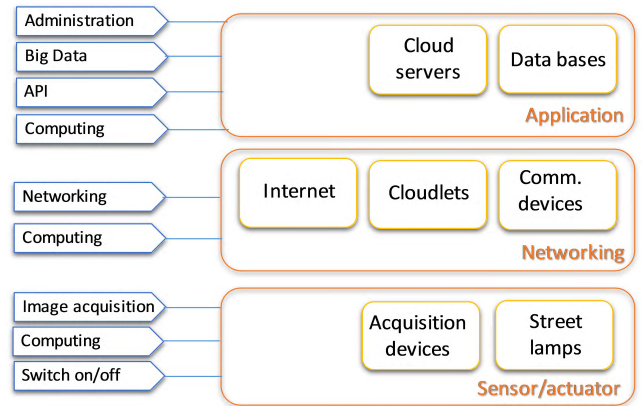 Administration
Big Data
API
Computing
Cloud
servers
Data bases
Application
Networking
Computing
Internet
Cloudlets
Comm.
devices
Networking
Image acquisition
Computing
Switch on/off
Acquisition
devices
Street
lamps
Sensor/actuator